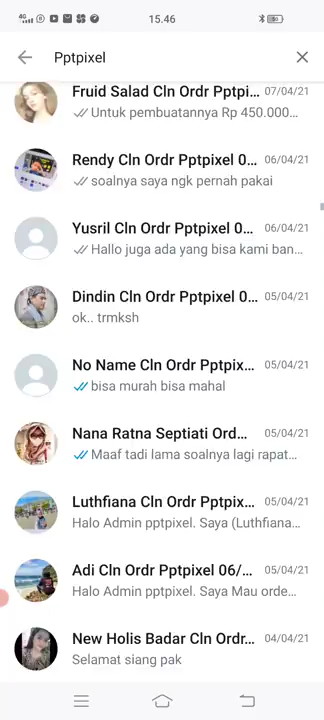 4G 15.46
Pptpixel
Fruid Salad Cln Ordr Pptpi... 07/04/21
Untuk pembuatannya Rp 450.000...
Rendy Cln Ordr Pptpixel 0... 06/04/21
soalnya saya ngk pernah pakai
Yusril Cln Ordr Pptpixel 0... 06/04/21
Hallo juga ada yang bisa kami ban...
Dindin Cln Ordr Pptpixel 0... 05/04/21
ok.. trmksh
No Name Cln Ordr Pptpix... 05/04/21
bisa murah bisa mahal
Nana Ratna Septiati Ord... 05/04/21
Maaf tadi lama soalnya lagi rapat...
Luthfiana Cln Ordr Pptpix... 05/04/21
Halo Admin pptpixel. Saya (Luthfiana...
Adi Cln Ordr Pptpixel 06/... 05/04/21
Halo Admin pptpixel. Saya Mau orde...
New Holis Badar Cln Ordr... 04/04/21
Selamat siang pak